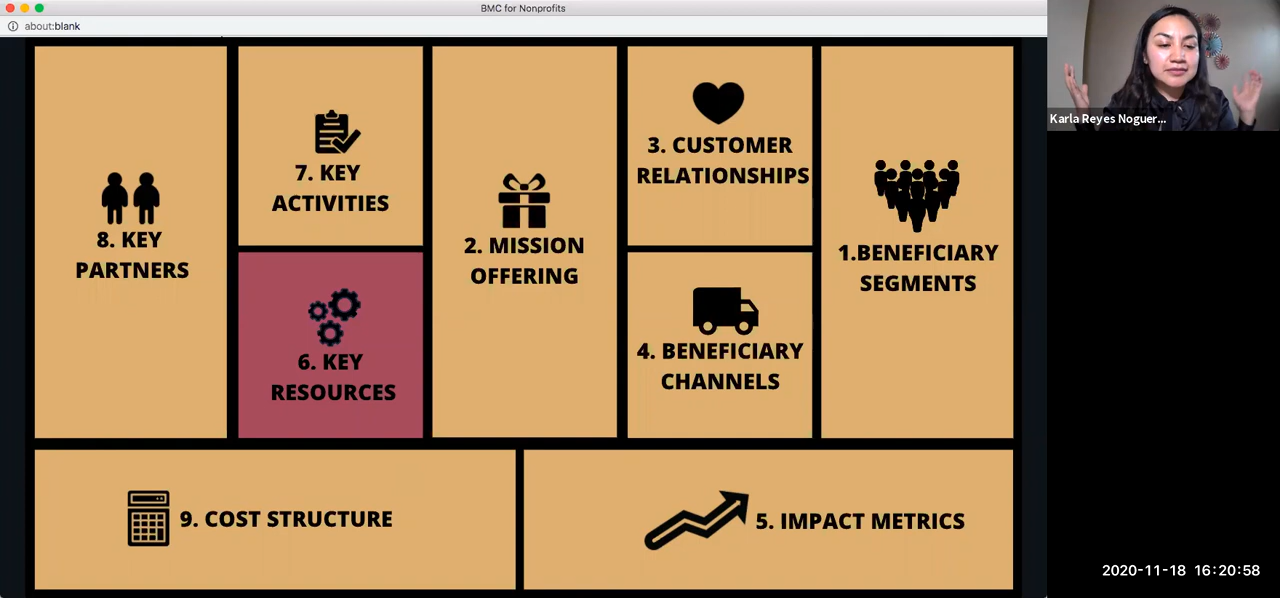 BMC for Nonprofits
about:blank
Karla Reyes Noguer...
8. KEY
PARTNERS
7. KEY
ACTIVITIES
6. KEY
RESOURCES
2. MISSION
OFFERING
3. CUSTOMER
RELATIONSHIPS
4. BENEFICIARY
CHANNELS
1.BENEFICIARY
SEGMENTS
9. COST STRUCTURE
5. IMPACT METRICS
2020-11-18 16:20:58